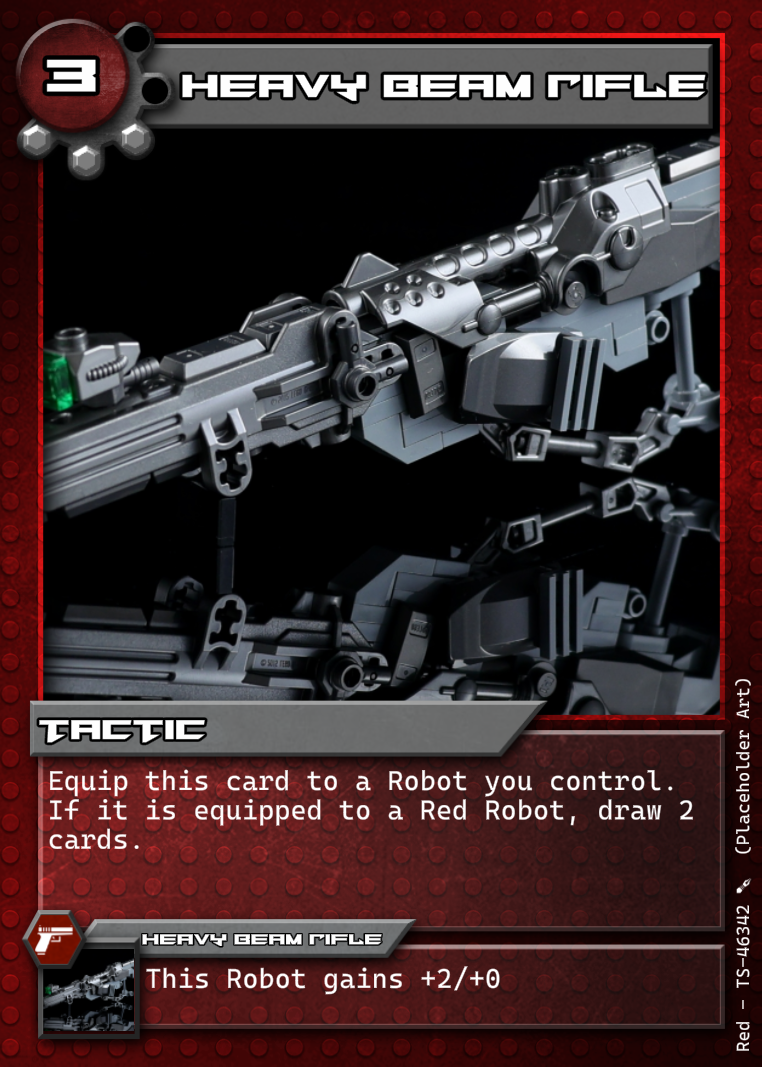 3
HEAVY BEAM RIFLE
TACTIC
Equip this card to a Robot you control.
If it is equipped to a Red Robot, draw 2
cards.
HEAVY BEAM RIFLE
This Robot gains +2/+0
Red - TS-46342 ✒ (Placeholder Art)